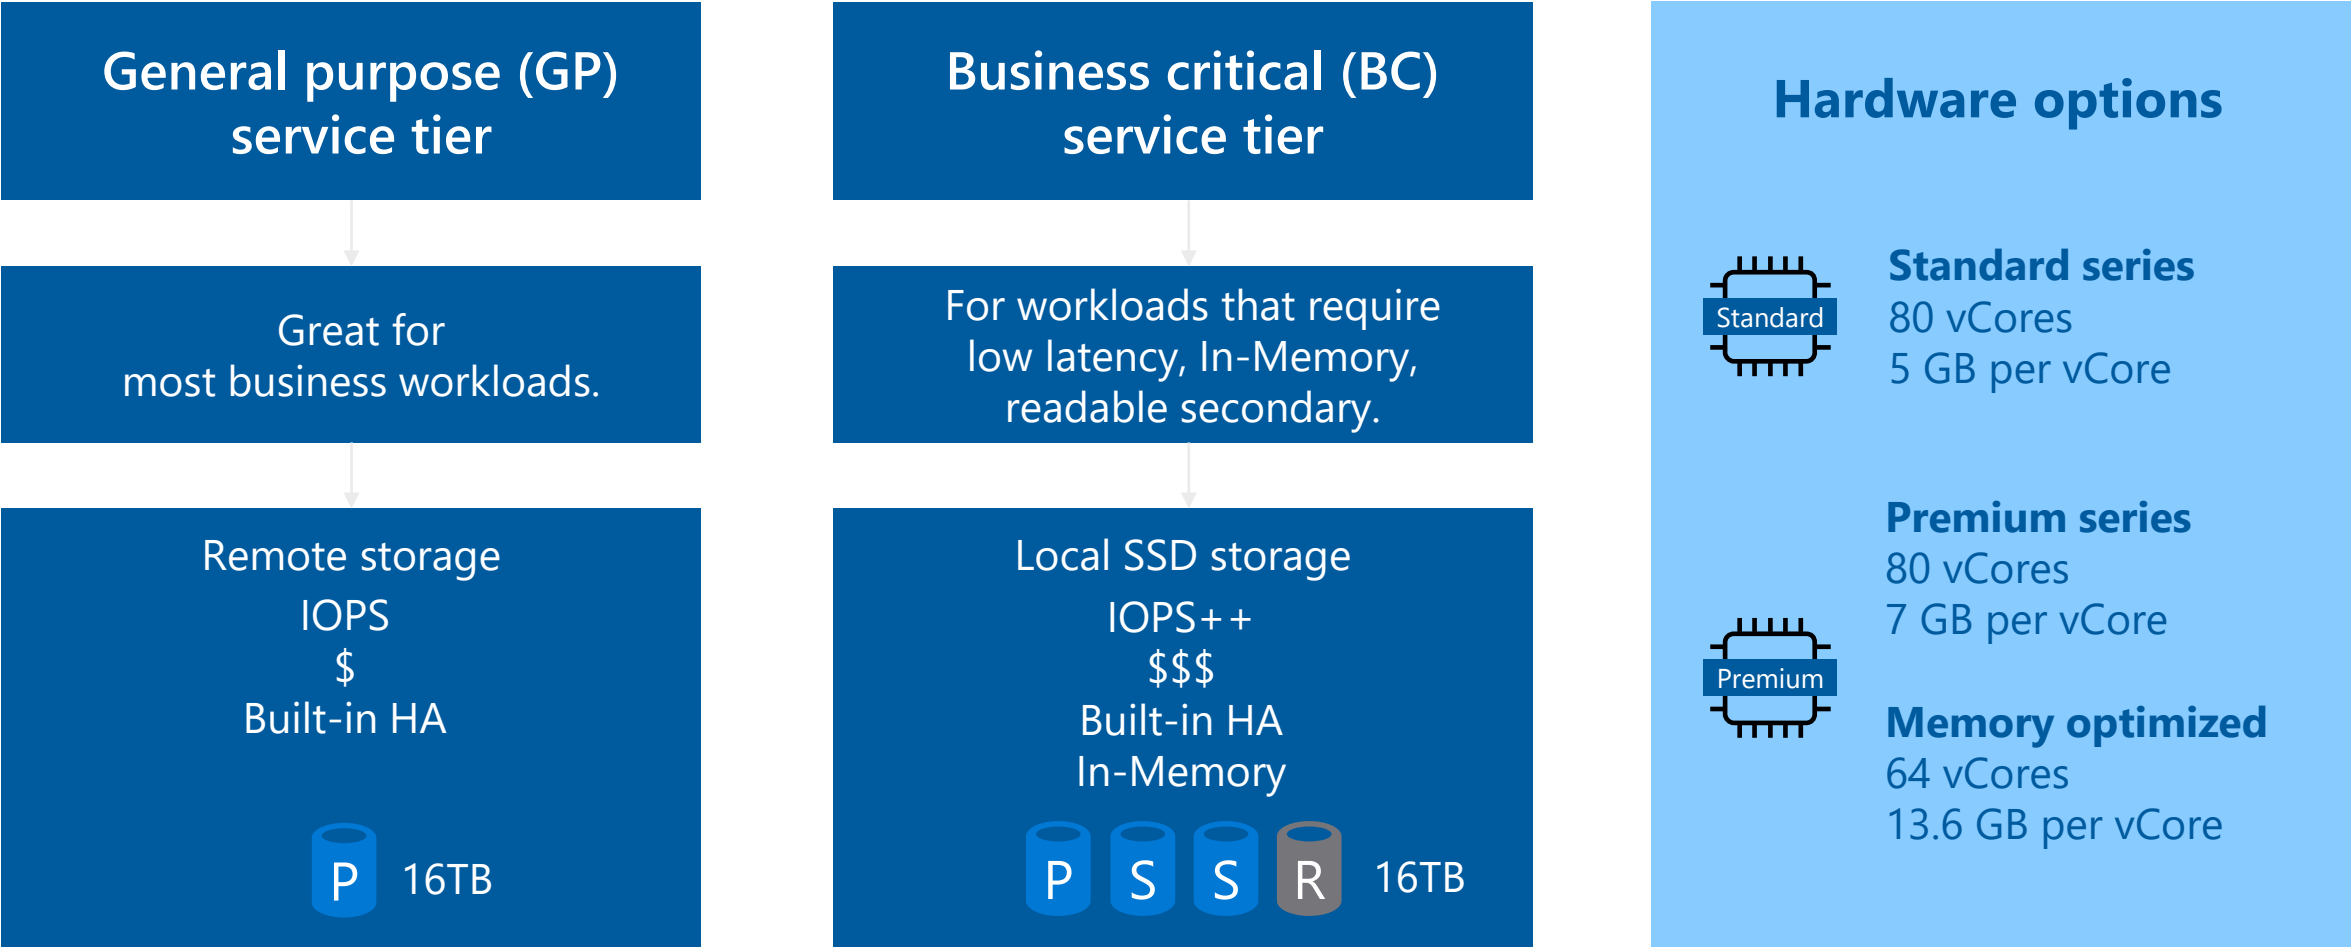 General purpose (GP)
service tier
Great for
most business workloads.
Remote storage
IOPS
$
Built-in HA
P
16TB
Business critical (BC)
service tier
For workloads that require
low latency, In-Memory,
readable secondary.
Local SSD storage
IOPS++
$$$
Built-in HA
In-Memory
P S S R 16TB
Hardware options
Standard
Standard series
80 vCores
5 GB per vCore
Premium
Premium series
80 vCores
7 GB per vCore
Memory optimized
64 vCores
13.6 GB per vCore